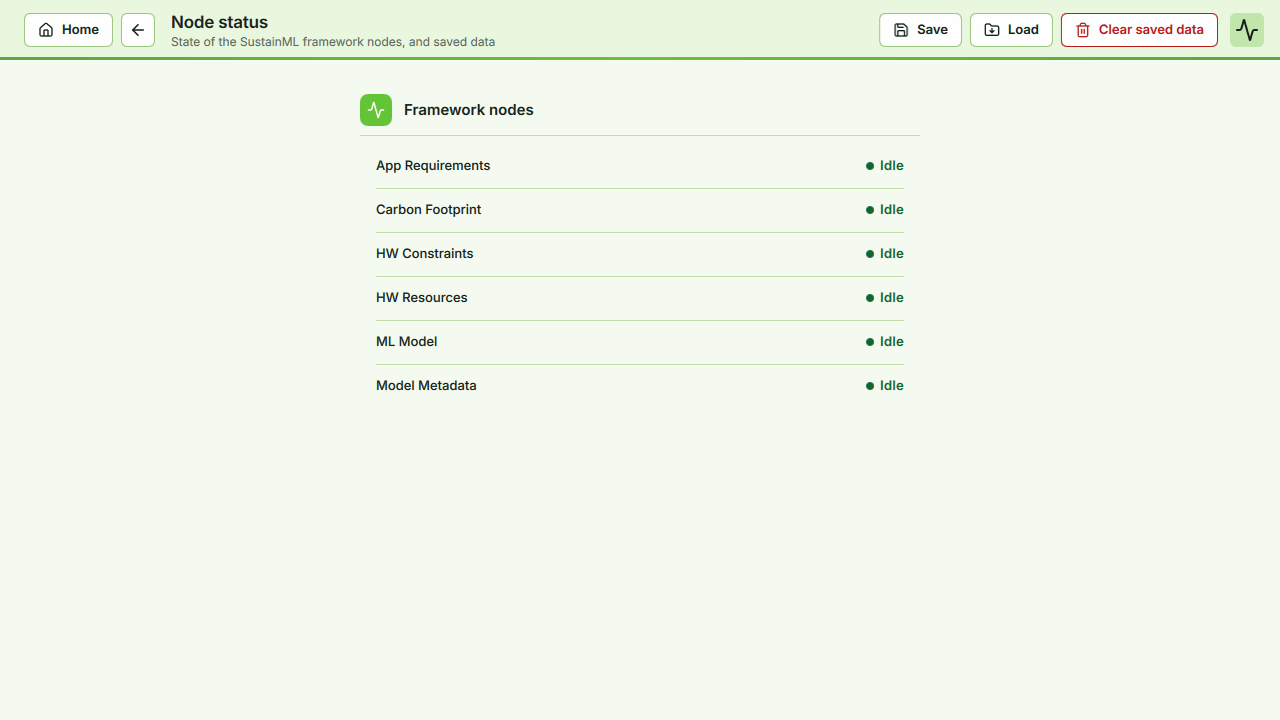 Home
Node status
State of the SustainML framework nodes, and saved data
Save
Load
Clear saved data
Framework nodes
App Requirements Idle
Carbon Footprint Idle
HW Constraints Idle
HW Resources Idle
ML Model Idle
Model Metadata Idle